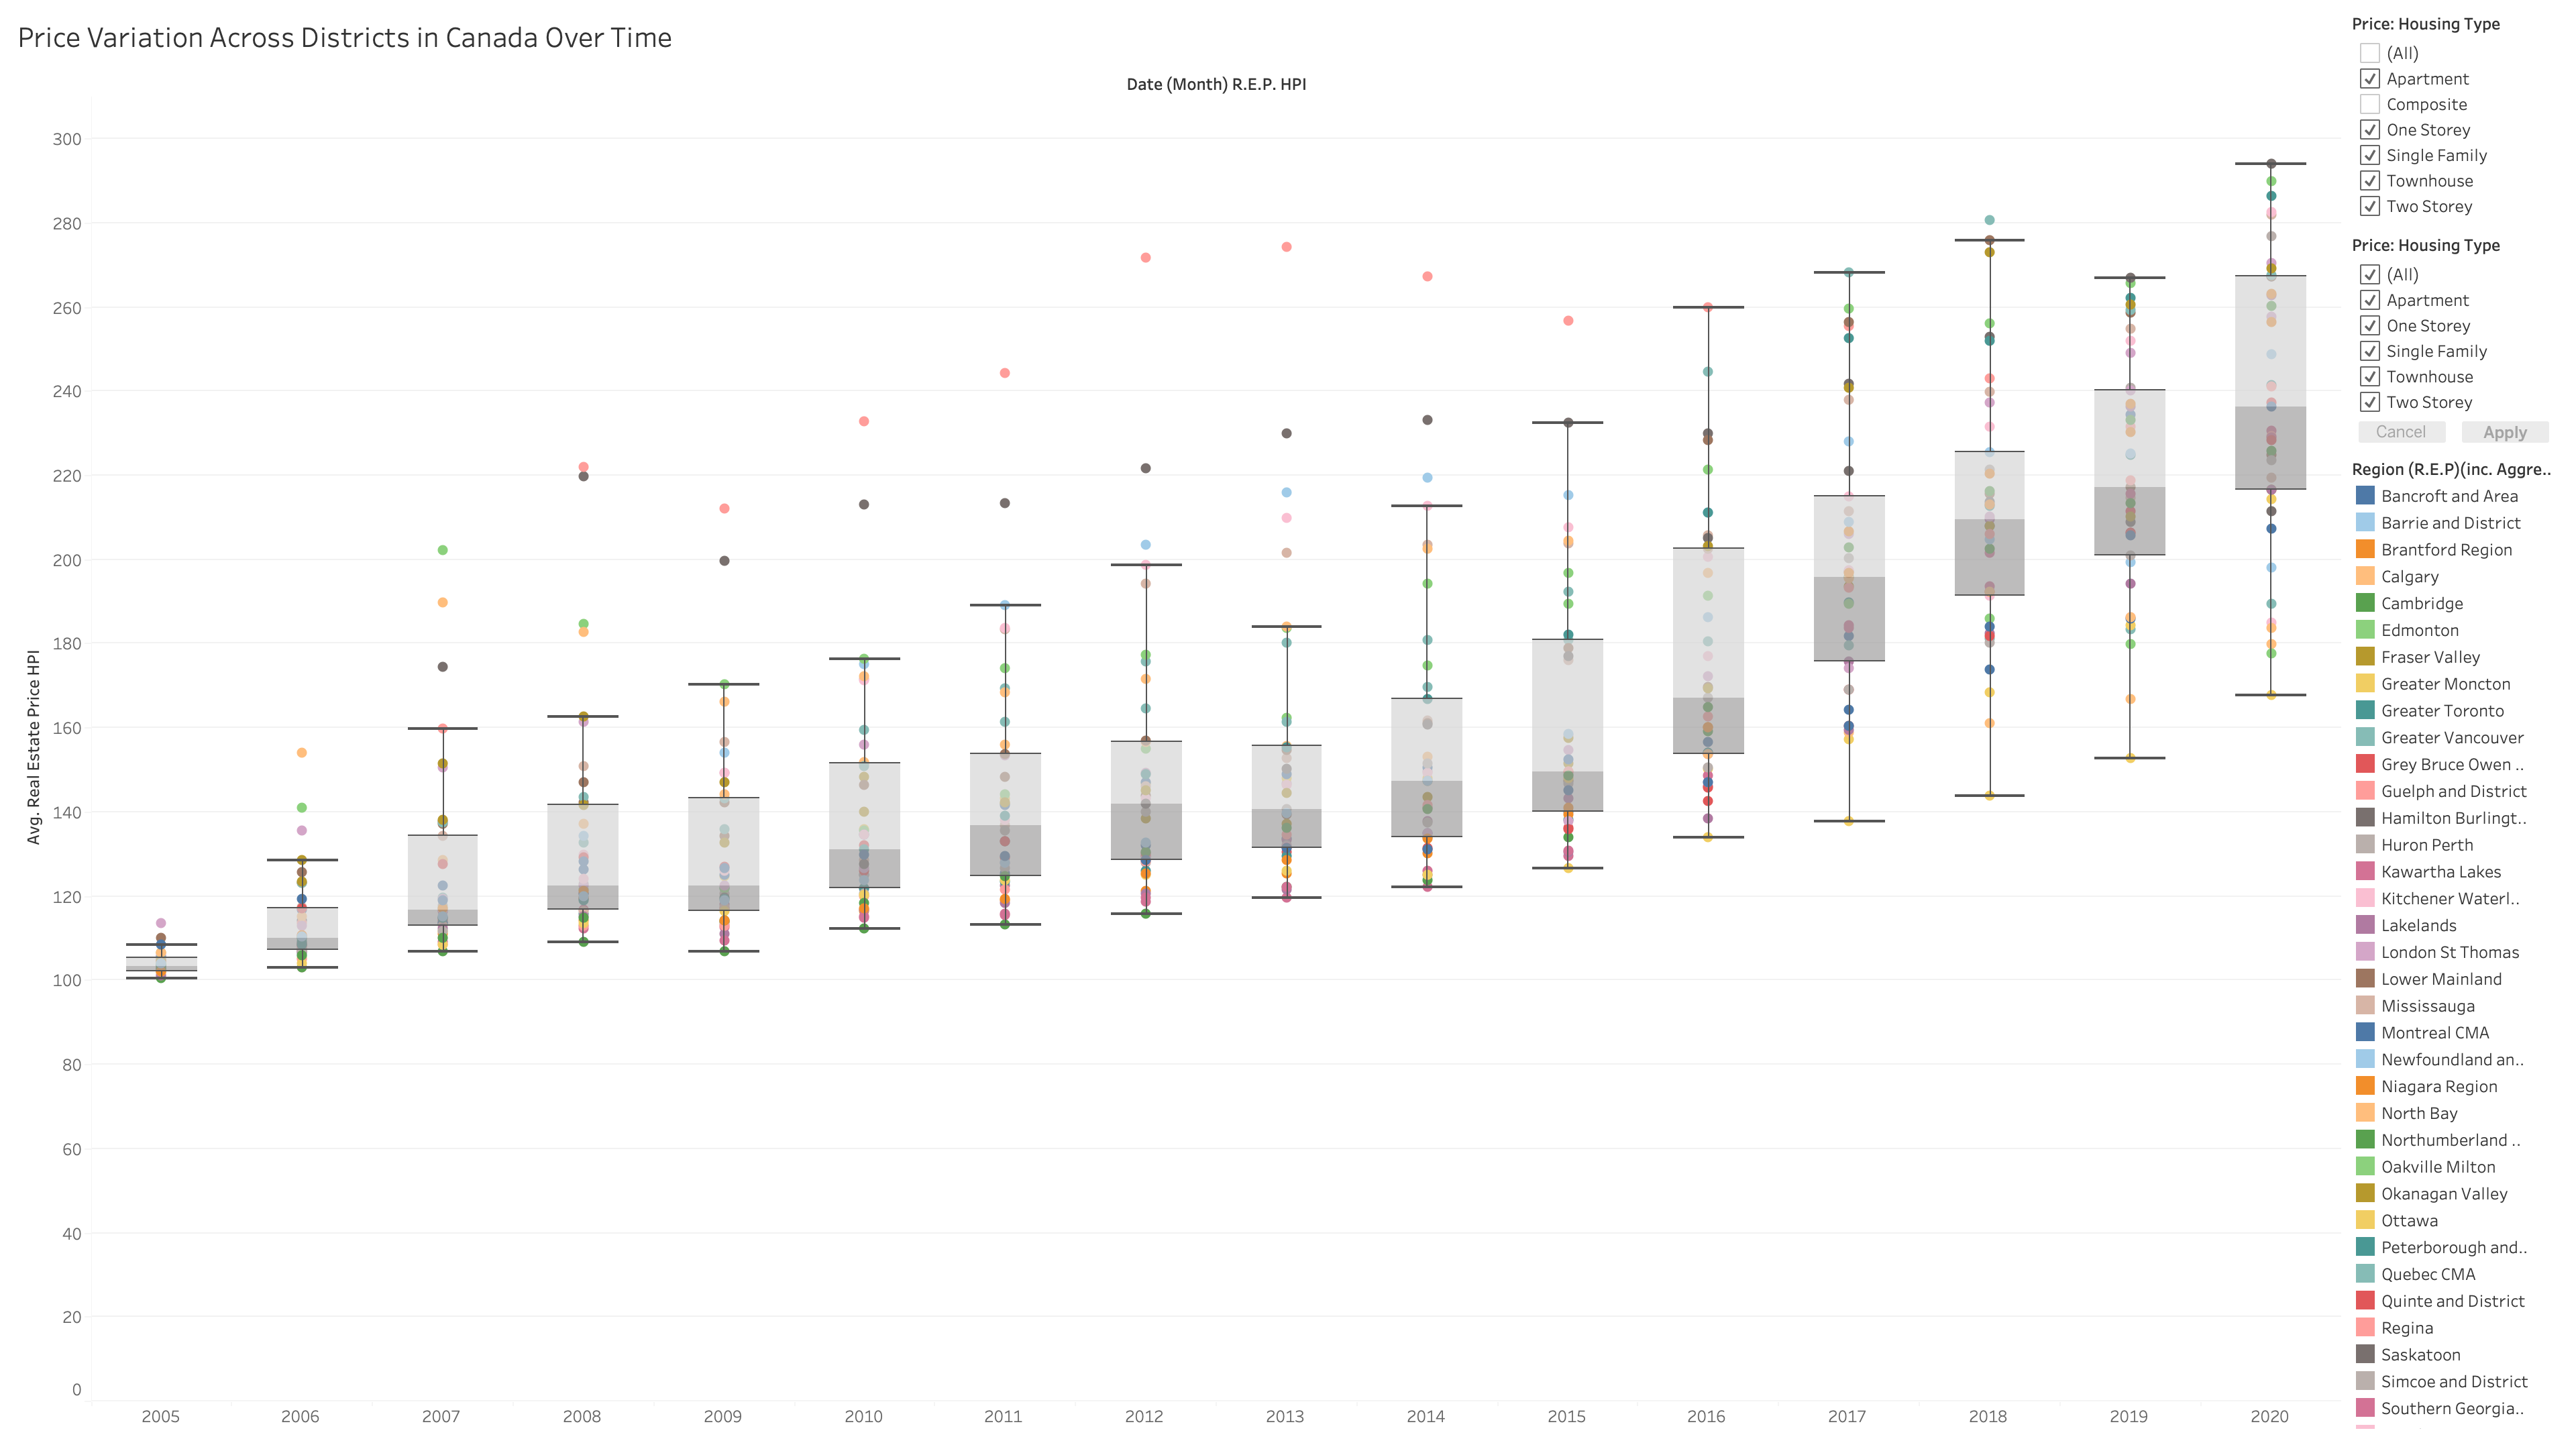 Price Variation Across Districts in Canada Over Time
Date (Month) R.E.P. HPI
Avg. Real Estate Price HPI
300
280
260
240
220
200
180
160
140
120
100
80
60
40
20
0
2005 2006 2007 2008 2009 2010 2011 2012 2013 2014 2015 2016 2017 2018 2019 2020
Price: Housing Type
(All)
Apartment
Composite
One Storey
Single Family
Townhouse
Two Storey
Price: Housing Type
(All)
Apartment
One Storey
Single Family
Townhouse
Two Storey
Cancel Apply
Region (R.E.P)(inc. Aggre..
Bancroft and Area
Barrie and District
Brantford Region
Calgary
Cambridge
Edmonton
Fraser Valley
Greater Moncton
Greater Toronto
Greater Vancouver
Grey Bruce Owen ..
Guelph and District
Hamilton Burlingt..
Huron Perth
Kawartha Lakes
Kitchener Waterl..
Lakelands
London St Thomas
Lower Mainland
Mississauga
Montreal CMA
Newfoundland an..
Niagara Region
North Bay
Northumberland ..
Oakville Milton
Okanagan Valley
Ottawa
Peterborough and..
Quebec CMA
Quinte and District
Regina
Saskatoon
Simcoe and District
Southern Georgia..